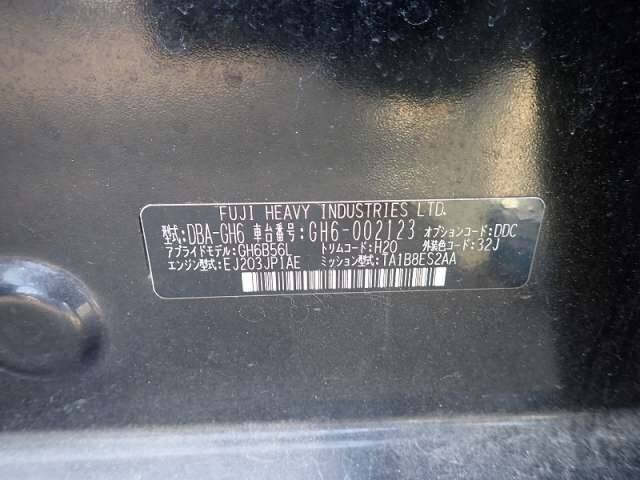 FUJI HEAVY INDUSTRIES LTD.
型式:DBA-GH6 車台番号:GH6-002123 オプションコード:DDC
アプライドモデル:GH6B56L トリムコード:H20 外装色コード:32J
エンジン型式:EJ203JP1AE ミッション型式:TA1B8ES2AA